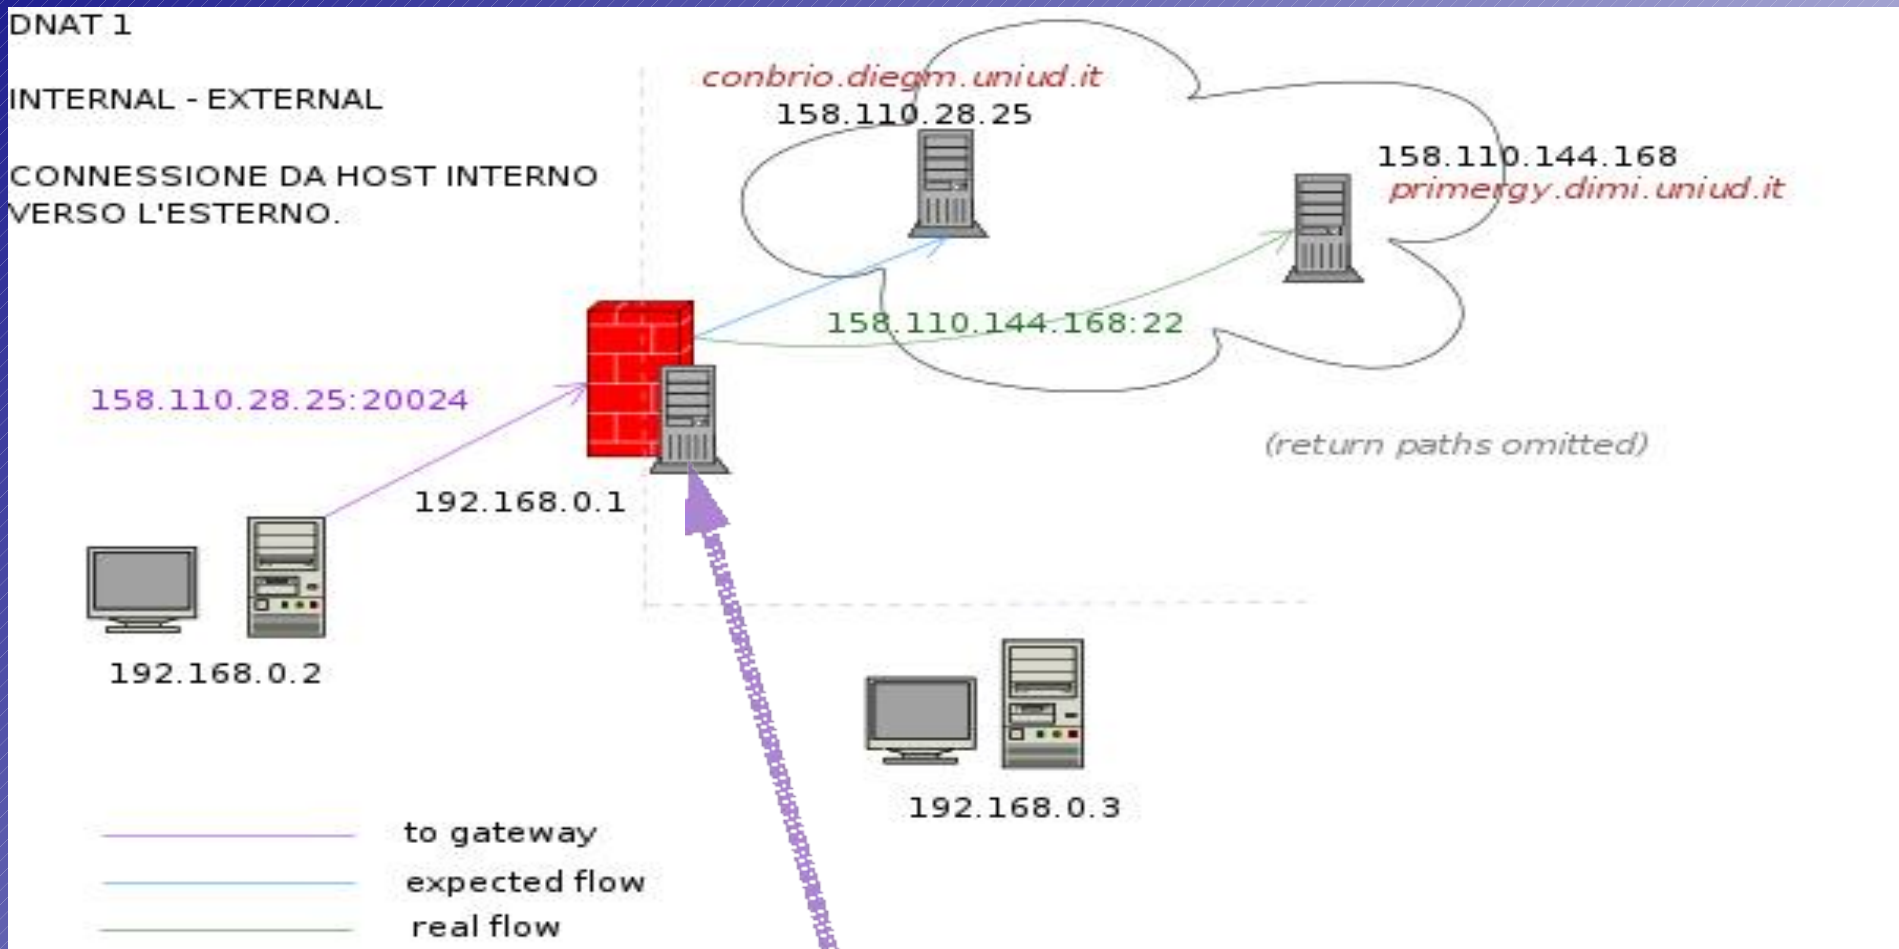 DNAT 1
INTERNAL - EXTERNAL
CONNESSIONE DA HOST INTERNO
VERSO L'ESTERNO.
conbrio.diegm.uniud.it
158.110.28.25
158.110.144.168
primergy.dimi.uniud.it
158.110.144.168:22
158.110.28.25:20024
(return paths omitted)
192.168.0.1
192.168.0.2
192.168.0.3
to gateway
expected flow
real flow